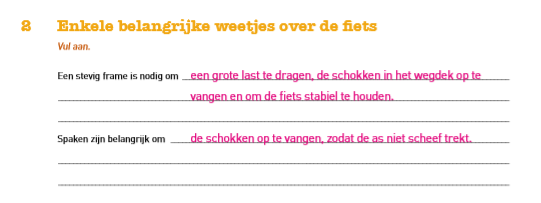 2 Enkele belangrijke weetjes over de fiets
Vul aan.
Een stevig frame is nodig om een grote last te dragen, de schokken in het wegdek op te
vangen en om de fiets stabiel te houden.
Spaken zijn belangrijk om de schokken op te vangen, zodat de as niet scheef trekt.